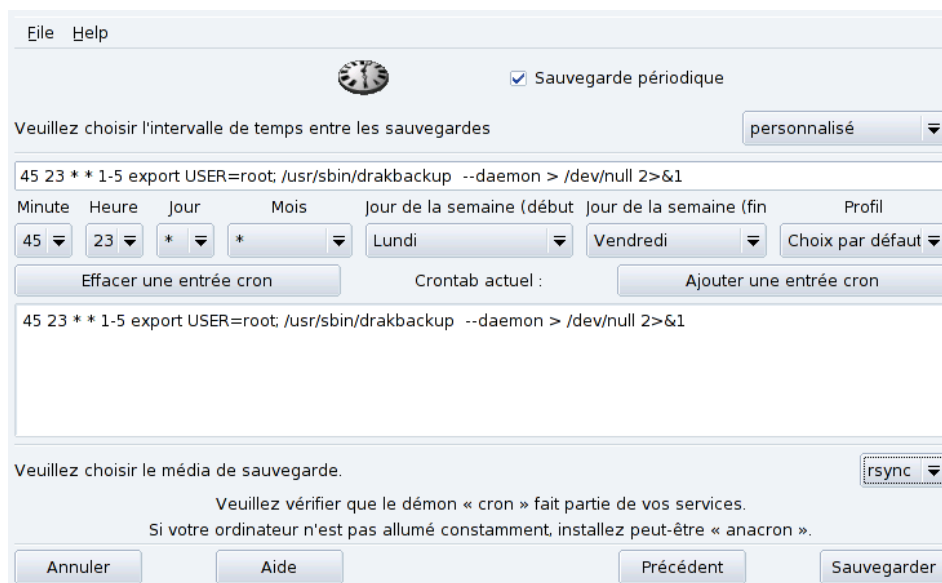 File Help
Sauvegarde périodique
Veuillez choisir l'intervalle de temps entre les sauvegardes personnalisé
45 23 * * 1-5 export USER=root; /usr/sbin/drakbackup --daemon > /dev/null 2>&1
Minute Heure Jour Mois Jour de la semaine (début Jour de la semaine (fin Profil
45 23 * * Lundi Vendredi Choix par défaut
Effacer une entrée cron Crontab actuel : Ajouter une entrée cron
45 23 * * 1-5 export USER=root; /usr/sbin/drakbackup --daemon > /dev/null 2>&1
Veuillez choisir le média de sauvegarde. rsync
Veuillez vérifier que le démon « cron » fait partie de vos services.
Si votre ordinateur n'est pas allumé constamment, installez peut-être « anacron ».
Annuler Aide Précédent Sauvegarder